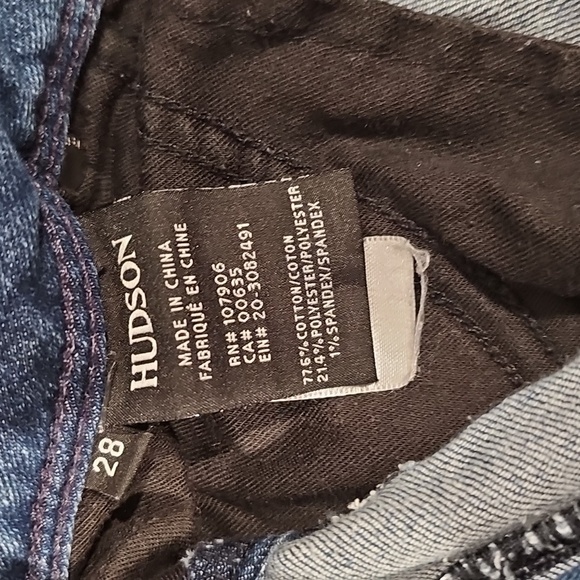 HUDSON
MADE IN CHINA
FABRIQUÉ EN CHINE
RN# 107906
CA# 00635
EIN# 20-3082491
77.6% COTTON/COTON
21.4% POLYESTER/POLYESTER
1% SPANDEX/SPANDEX
28